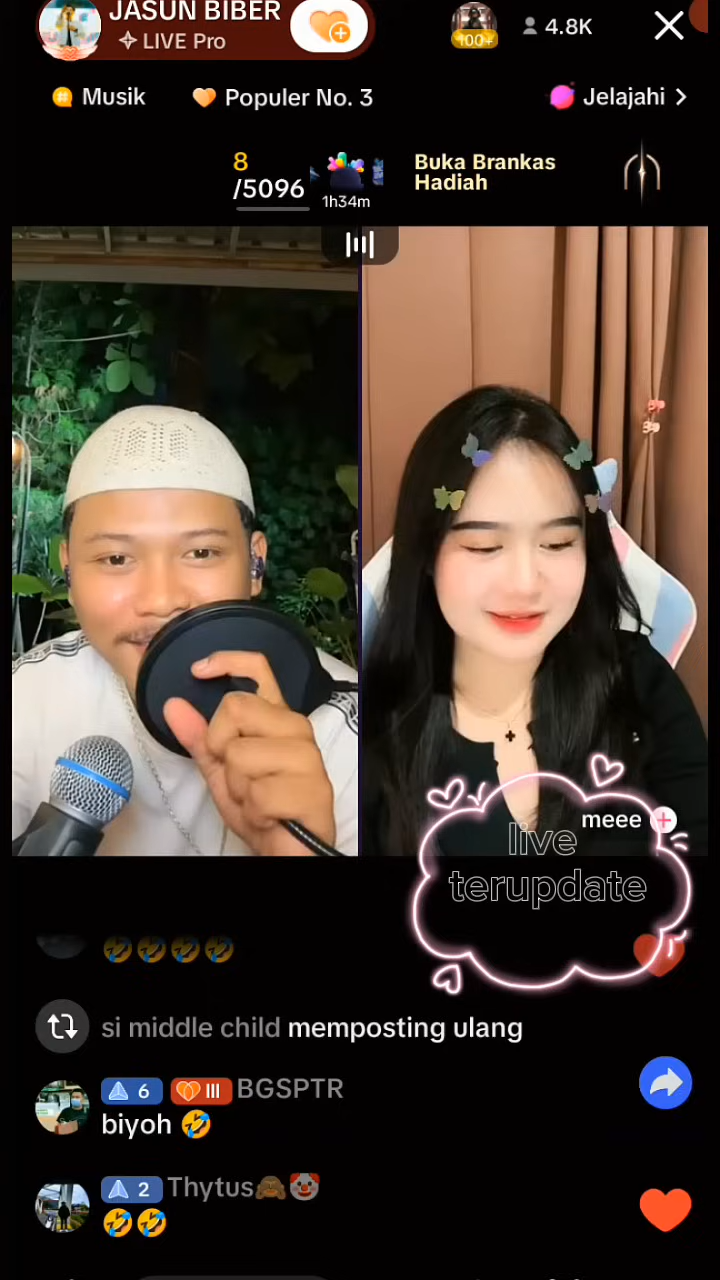 JASUN BIBER
LIVE Pro
100+
4.8K
Musik
Populer No. 3
Jelajahi
8
/5096
1h34m
Buka Brankas
Hadiah
meee
live
terupdate
🤣🤣🤣🤣
si middle child memposting ulang
6 III BGSPTR
biyoh 🤣
2 Thytus🙈🤡
🤣🤣